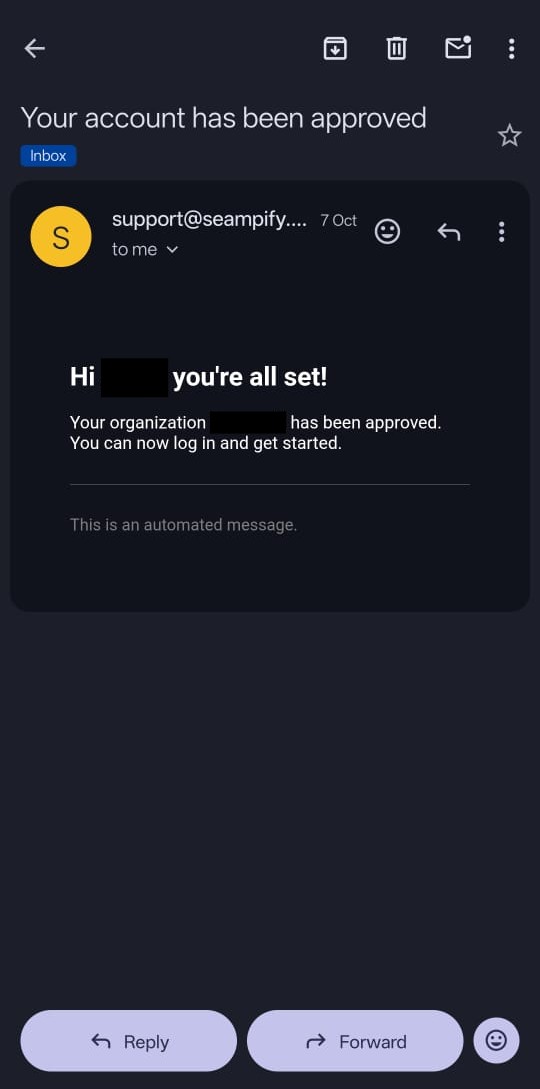 Your account has been approved
Inbox
S
support@seampify.... 7 Oct
to me
Hi you're all set!
Your organization has been approved.
You can now log in and get started.
This is an automated message.
Reply
Forward